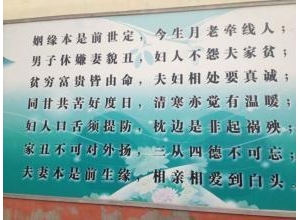 姻缘本是前世定，今生月老牵线人；
男子休嫌妻貌丑，妇人不怨夫家贫；
贫穷富贵皆由命，夫妇相处要真诚；
同甘共苦好度日，清寒亦觉有温暖；
妇人口舌须提防，枕边是非起祸殃；
家丑不可对外扬，三从四德不可忘；
夫妻本是前生缘，相亲相爱到白头